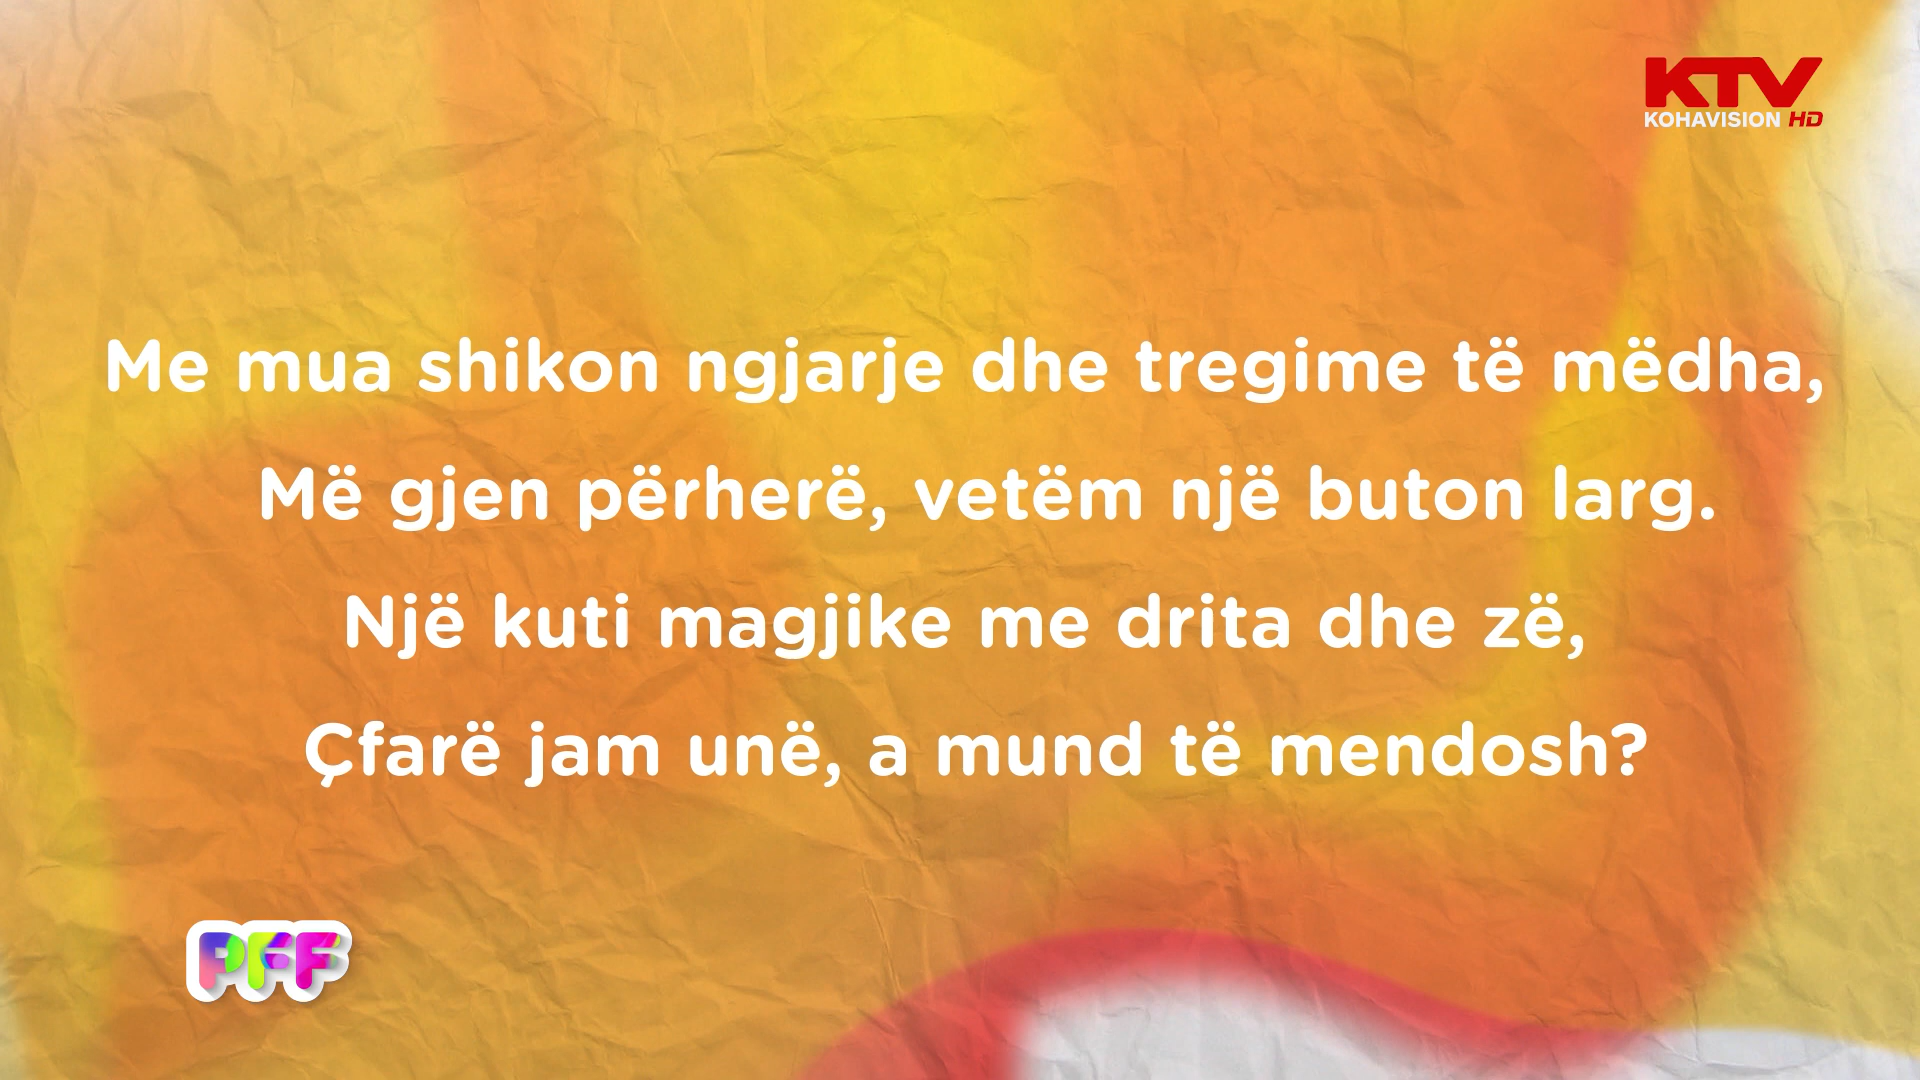 KTV
KOHAVISION HD
Me mua shikon ngjarje dhe tregime të mëdha,
Më gjen përherë, vetëm një buton larg.
Një kuti magjike me drita dhe zë,
Çfarë jam unë, a mund të mendosh?
PFF